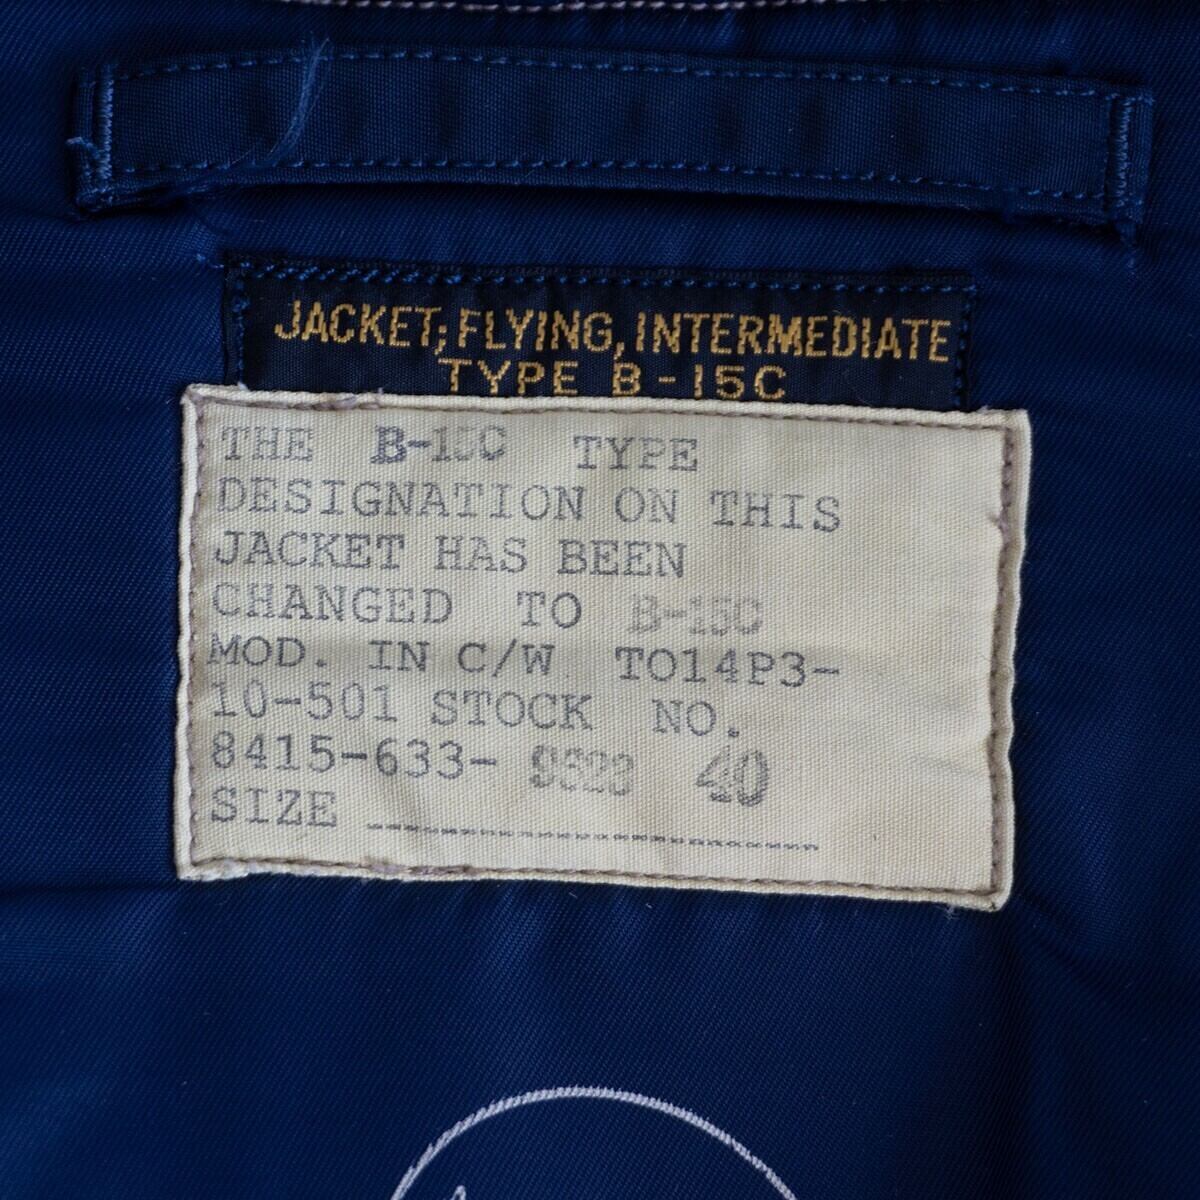 JACKET; FLYING, INTERMEDIATE
TYPE B-15C
THE B-15C TYPE
DESIGNATION ON THIS
JACKET HAS BEEN
CHANGED TO B-15C
MOD. IN C/W TO14P3-
10-501 STOCK NO.
8415-633- 40
SIZE